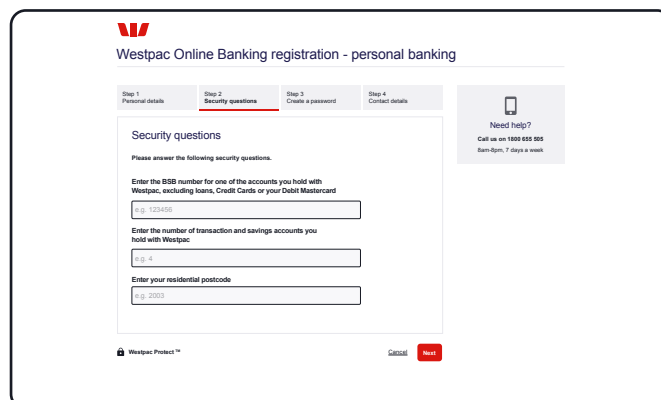 Westpac Online Banking registration - personal banking
Step 1
Personal details
Step 2
Security questions
Step 3
Create a password
Step 4
Contact details
Need help?
Call us on 1800 655 505
8am-8pm, 7 days a week
Security questions
Please answer the following security questions.
Enter the BSB number for one of the accounts you hold with
Westpac, excluding loans, Credit Cards or your Debit Mastercard
e.g. 123456
Enter the number of transaction and savings accounts you
hold with Westpac
e.g. 4
Enter your residential postcode
e.g. 2003
Westpac Protect ™
Cancel
Next